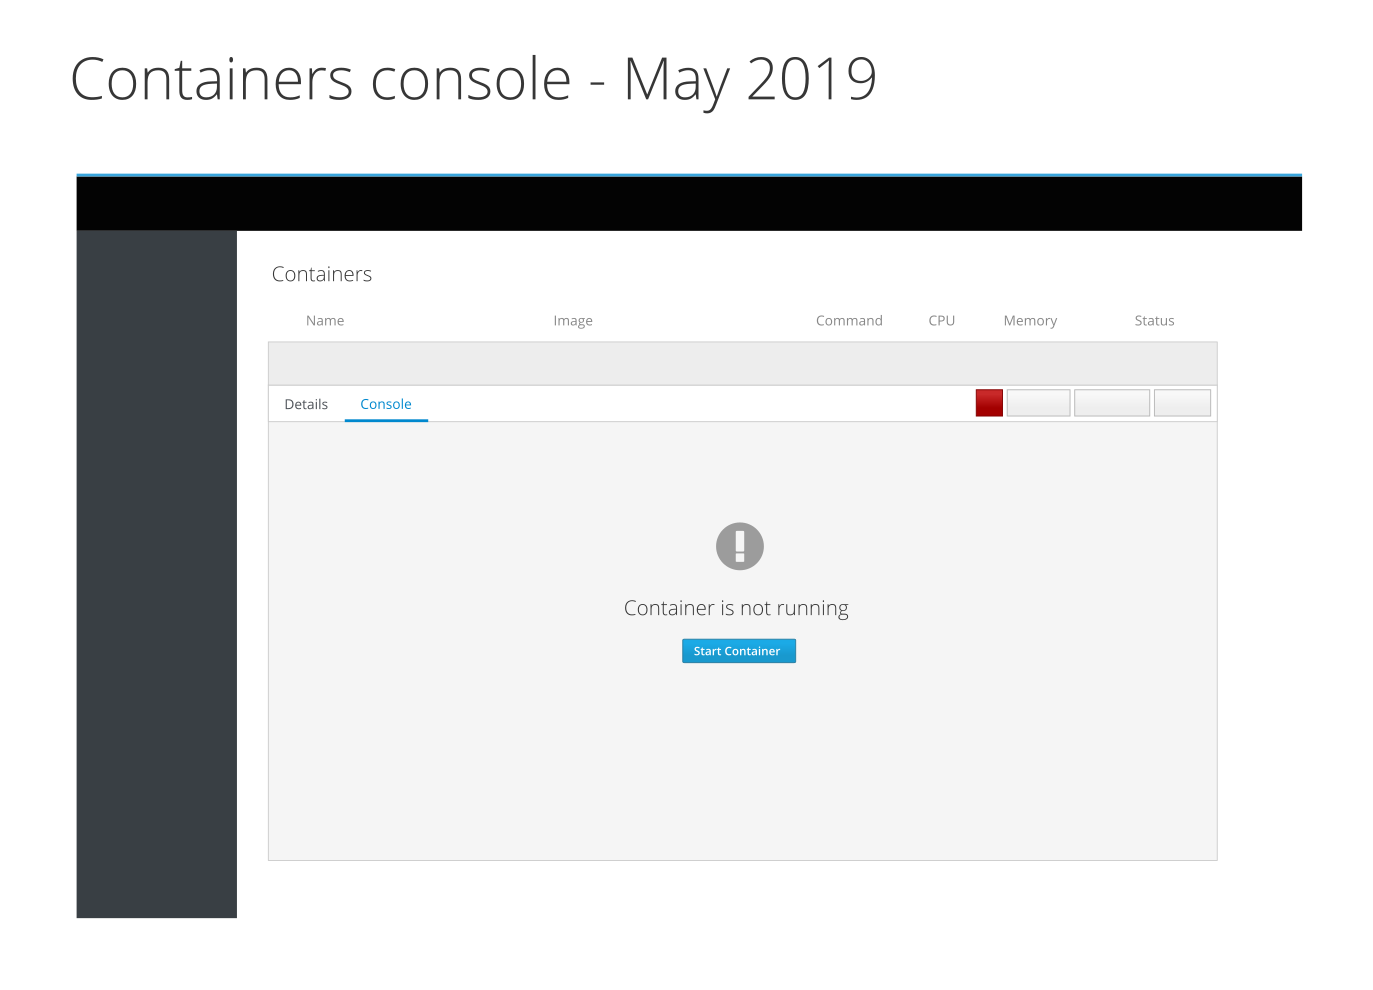 Containers console - May 2019
Containers
Name Image Command CPU Memory Status
Details Console
Container is not running
Start Container